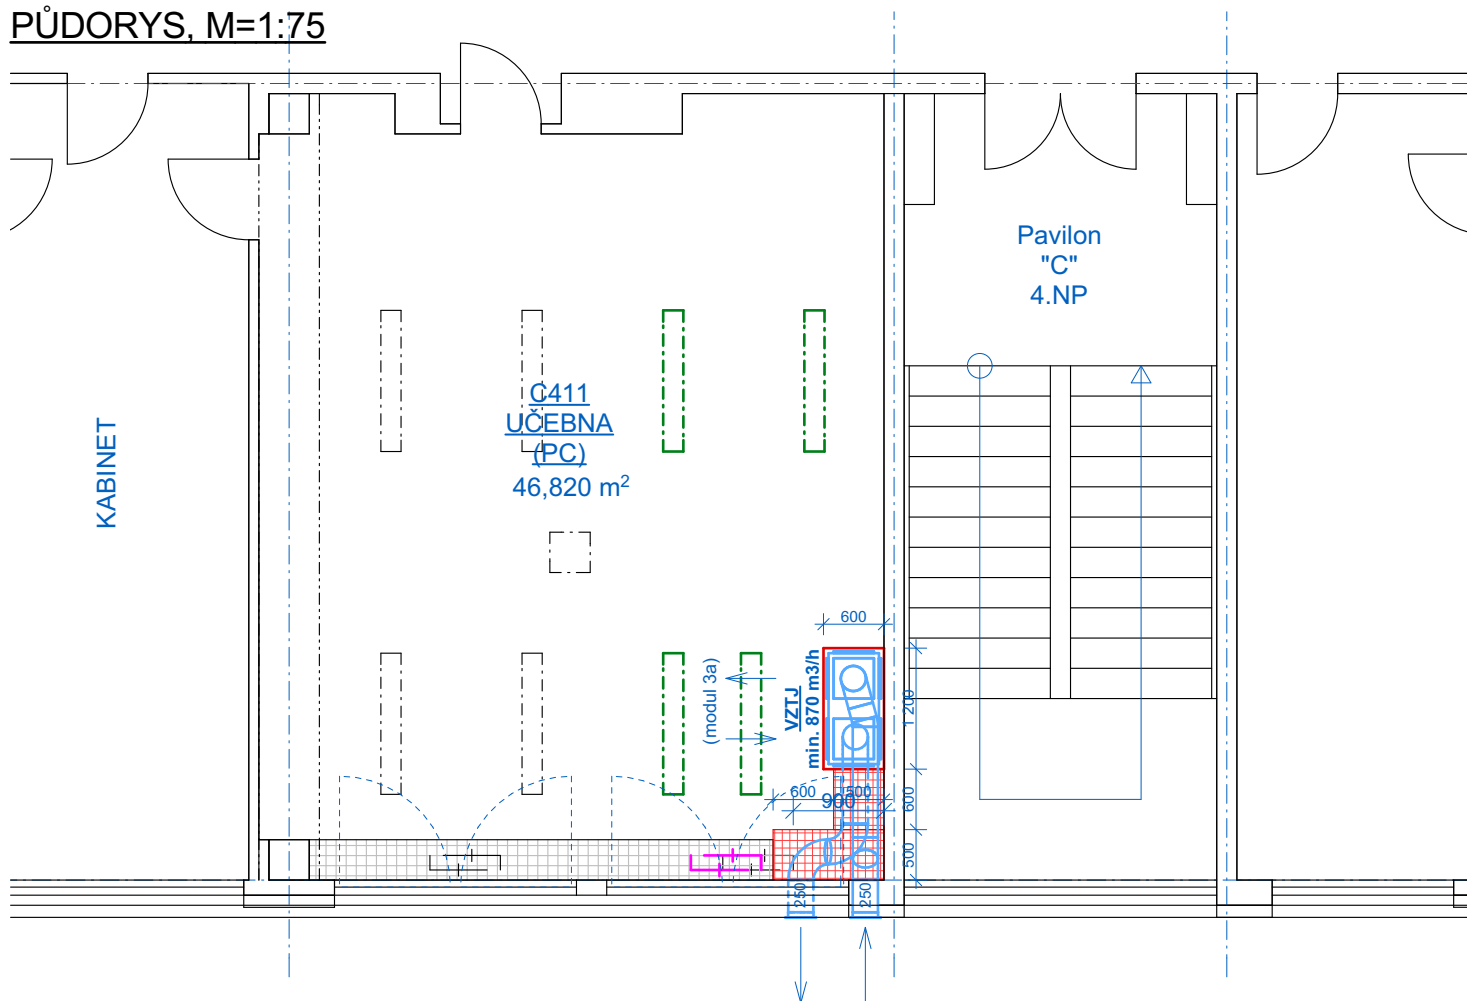 PŮDORYS, M=1:75
Pavilon
"C"
4.NP
C411
UČEBNA
(PC)
46,820 m²
KABINET
600
(modul 3a)
VZTJ
min. 870 m3/h
1 200
600
500
900
600
500
250
250